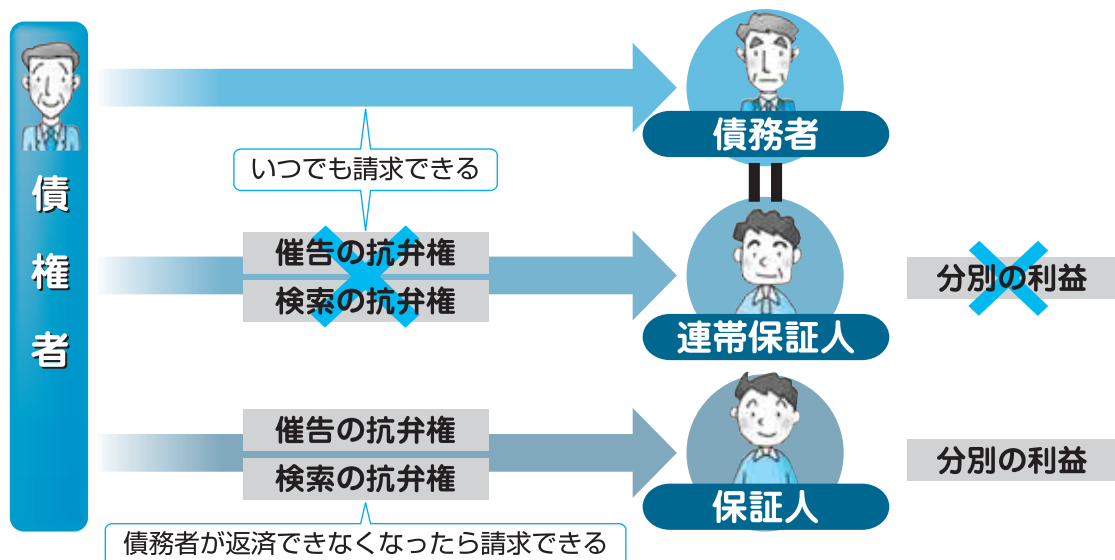 債権者
債務者
いつでも請求できる
催告の抗弁権
検索の抗弁権
分別の利益
連帯保証人
催告の抗弁権
検索の抗弁権
分別の利益
保証人
債務者が返済できなくなったら請求できる